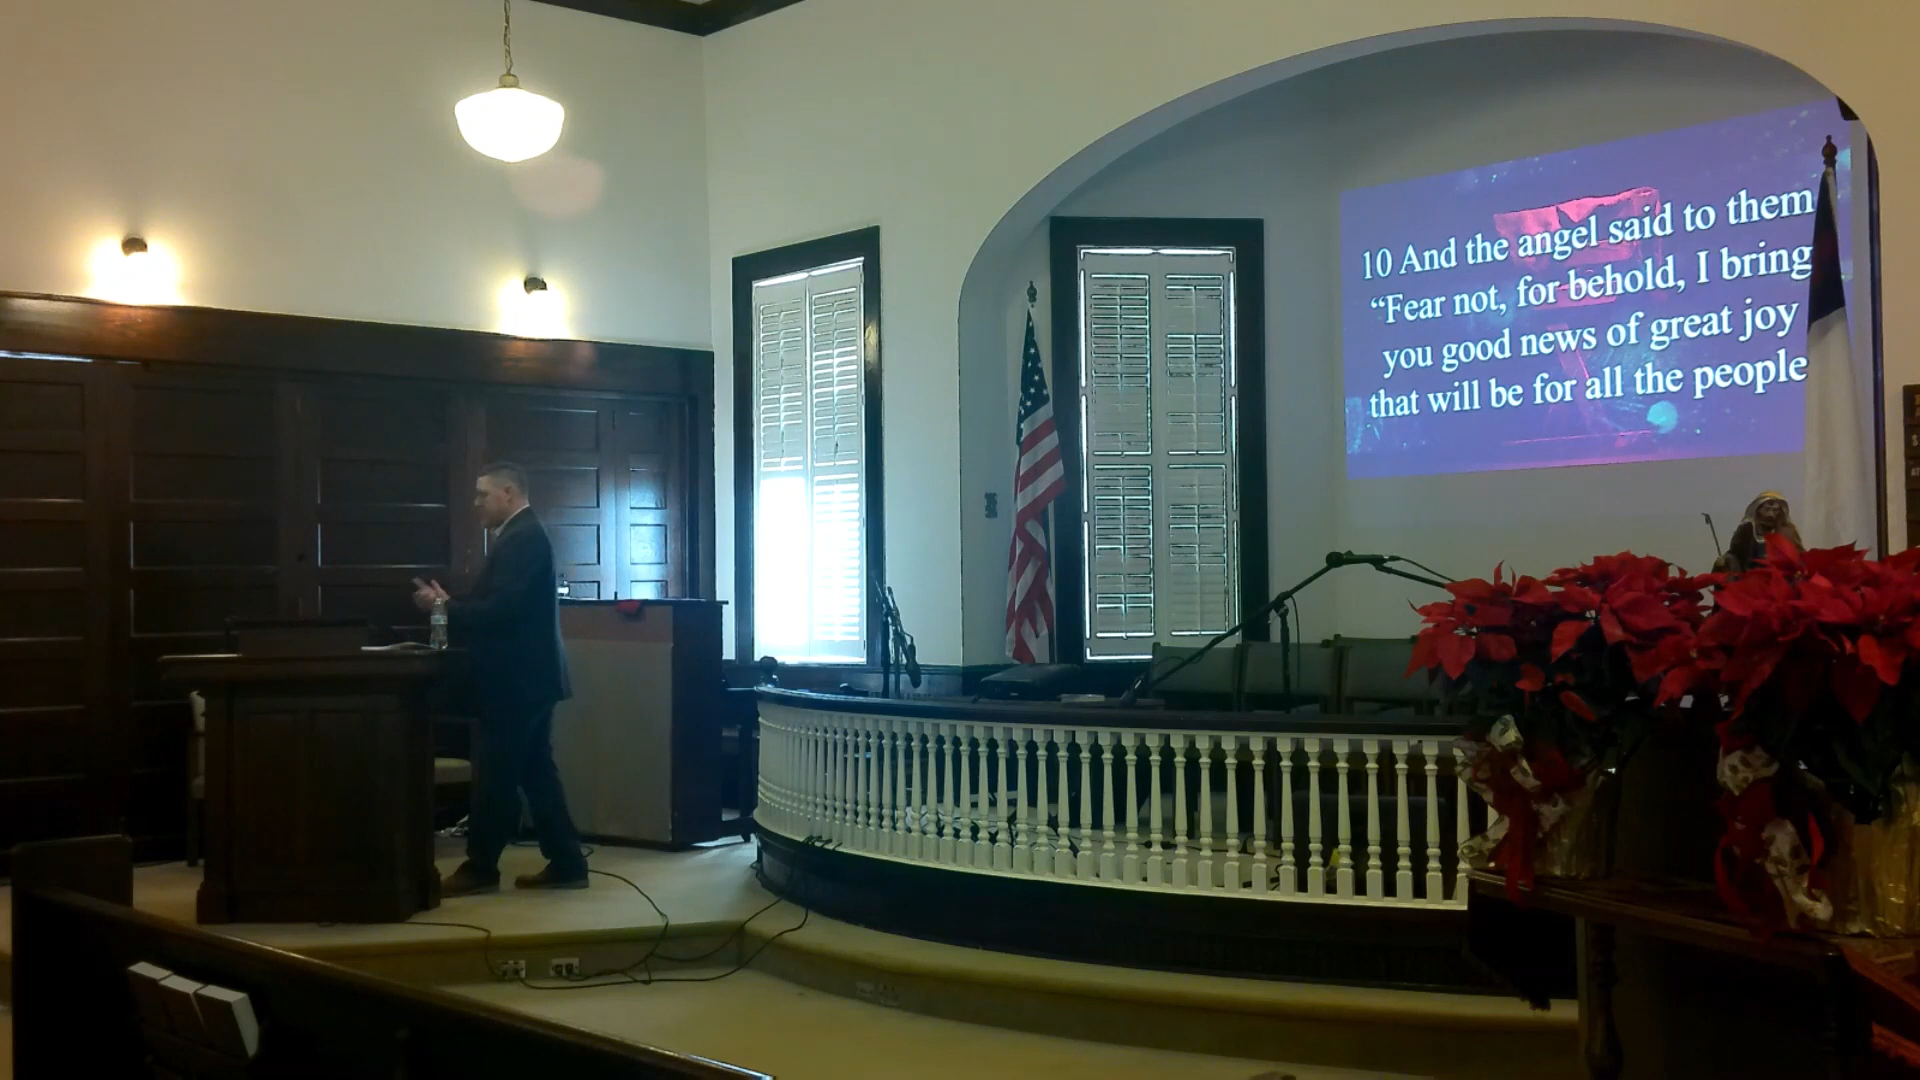 10 And the angel said to them
“Fear not, for behold, I bring
you good news of great joy
that will be for all the people